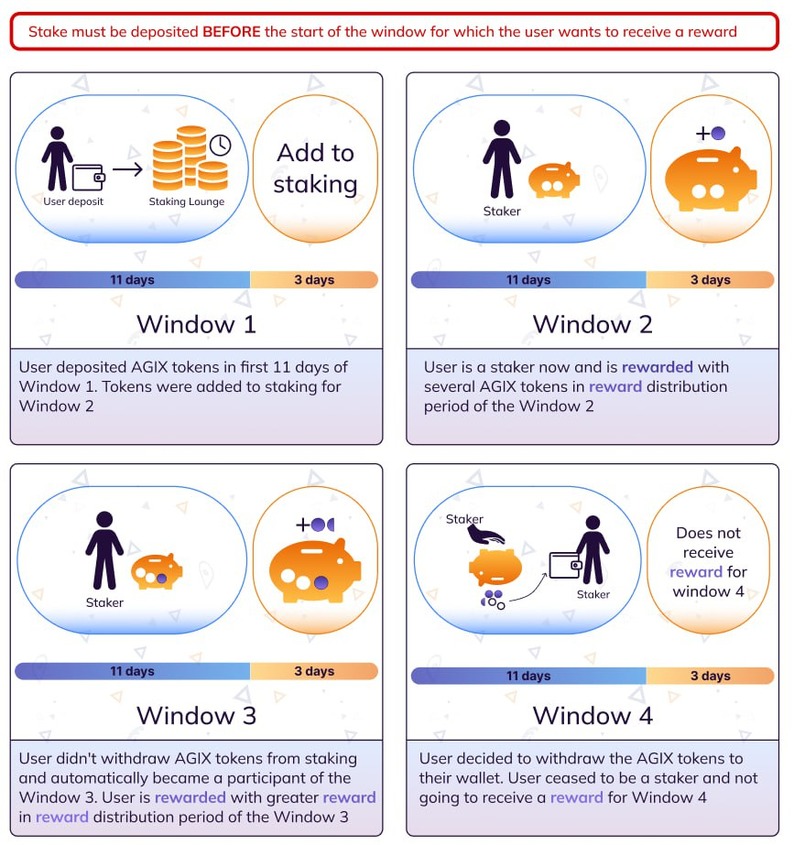 Stake must be deposited BEFORE the start of the window for which the user wants to receive a reward
User deposit
Staking Lounge
Add to
staking
11 days
3 days
Window 1
User deposited AGIX tokens in first 11 days of
Window 1. Tokens were added to staking for
Window 2
Staker
+
11 days
3 days
Window 2
User is a staker now and is rewarded with
several AGIX tokens in reward distribution
period of the Window 2
Staker
+
11 days
3 days
Window 3
User didn't withdraw AGIX tokens from staking
and automatically became a participant of the
Window 3. User is rewarded with greater reward
in reward distribution period of the Window 3
Staker
Staker
Does not
receive
reward for
window 4
11 days
3 days
Window 4
User decided to withdraw the AGIX tokens to
their wallet. User ceased to be a staker and not
going to receive a reward for Window 4